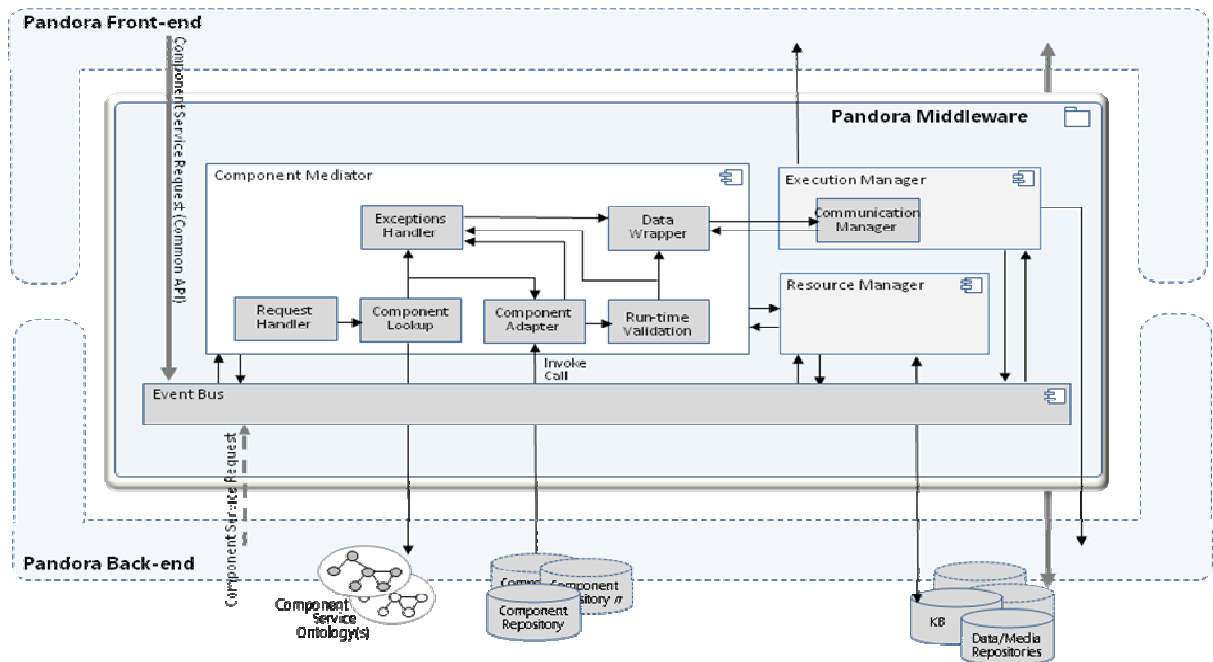 Pandora Front-end
Component Service Request (Common API)
Pandora Middleware
Component Mediator
Execution Manager
Exceptions
Handler
Data
Wrapper
Communication
Manager
Resource Manager
Request
Handler
Component
Lookup
Component
Adapter
Run-time
Validation
Invoke
Call
Event Bus
Component Service Request
Pandora Back-end
Component
Service
Ontology(s)
Component
Repository
KB
Data/Media
Repositories